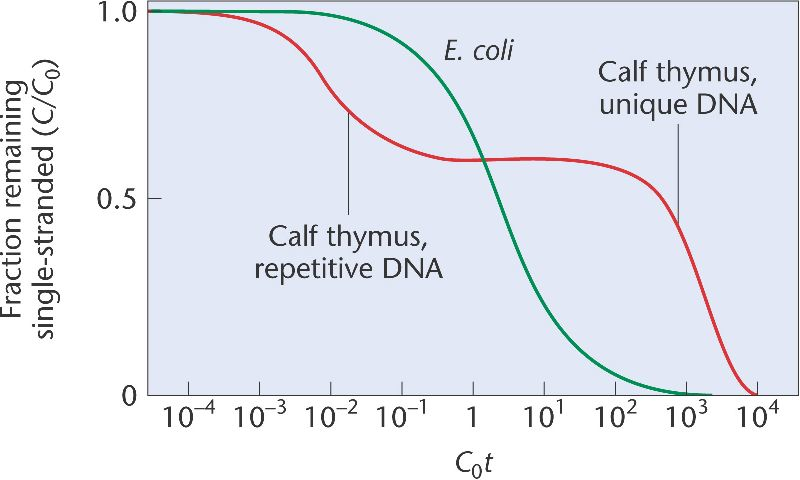 Fraction remaining
single-stranded (C/C₀)
1.0
0.5
0
E. coli
Calf thymus,
unique DNA
Calf thymus,
repetitive DNA
10⁻⁴ 10⁻³ 10⁻² 10⁻¹ 1 10¹ 10² 10³ 10⁴
C₀t